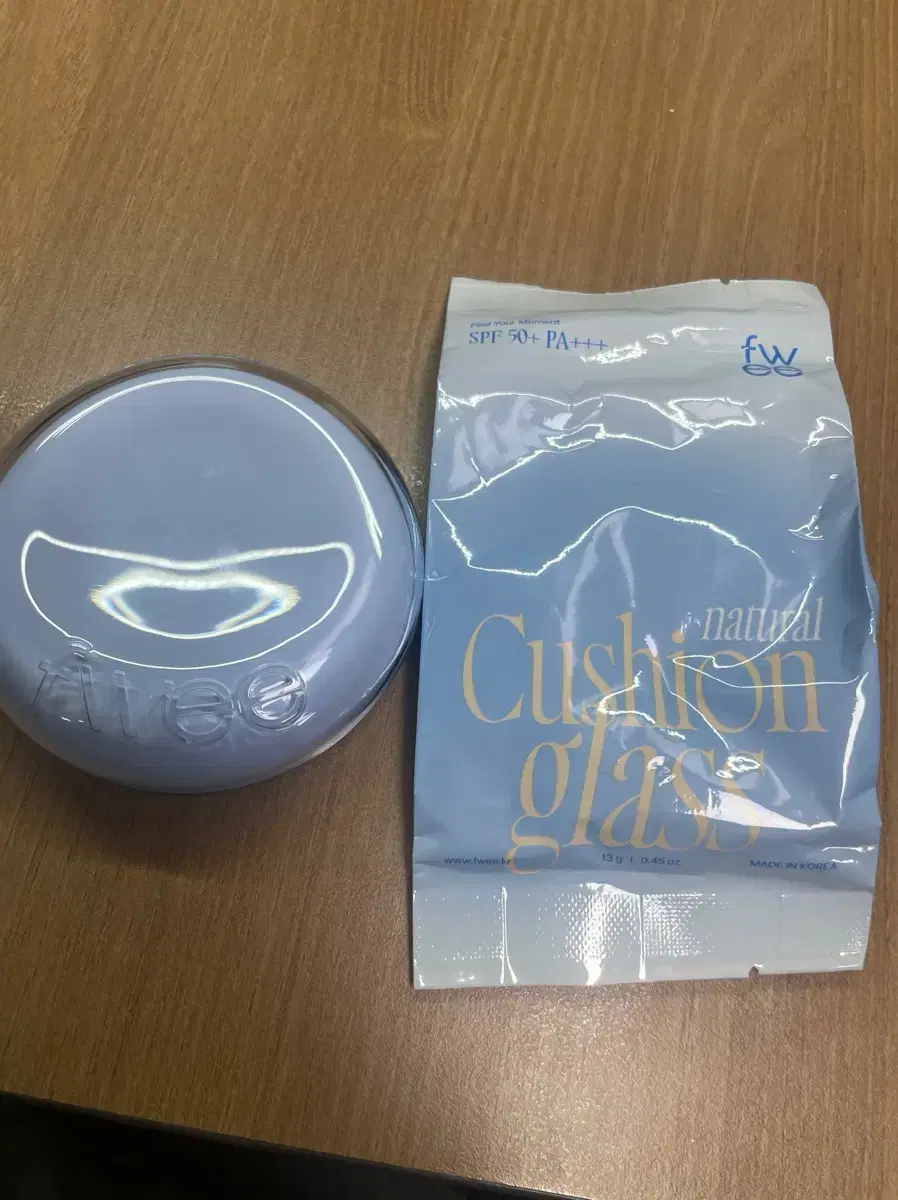 fwee
Feel Your Moment
SPF 50+ PA+++
fw
ee
natural
Cushion
glass
www.fwee.kr
13 g | 0.45 oz
MADE IN KOREA